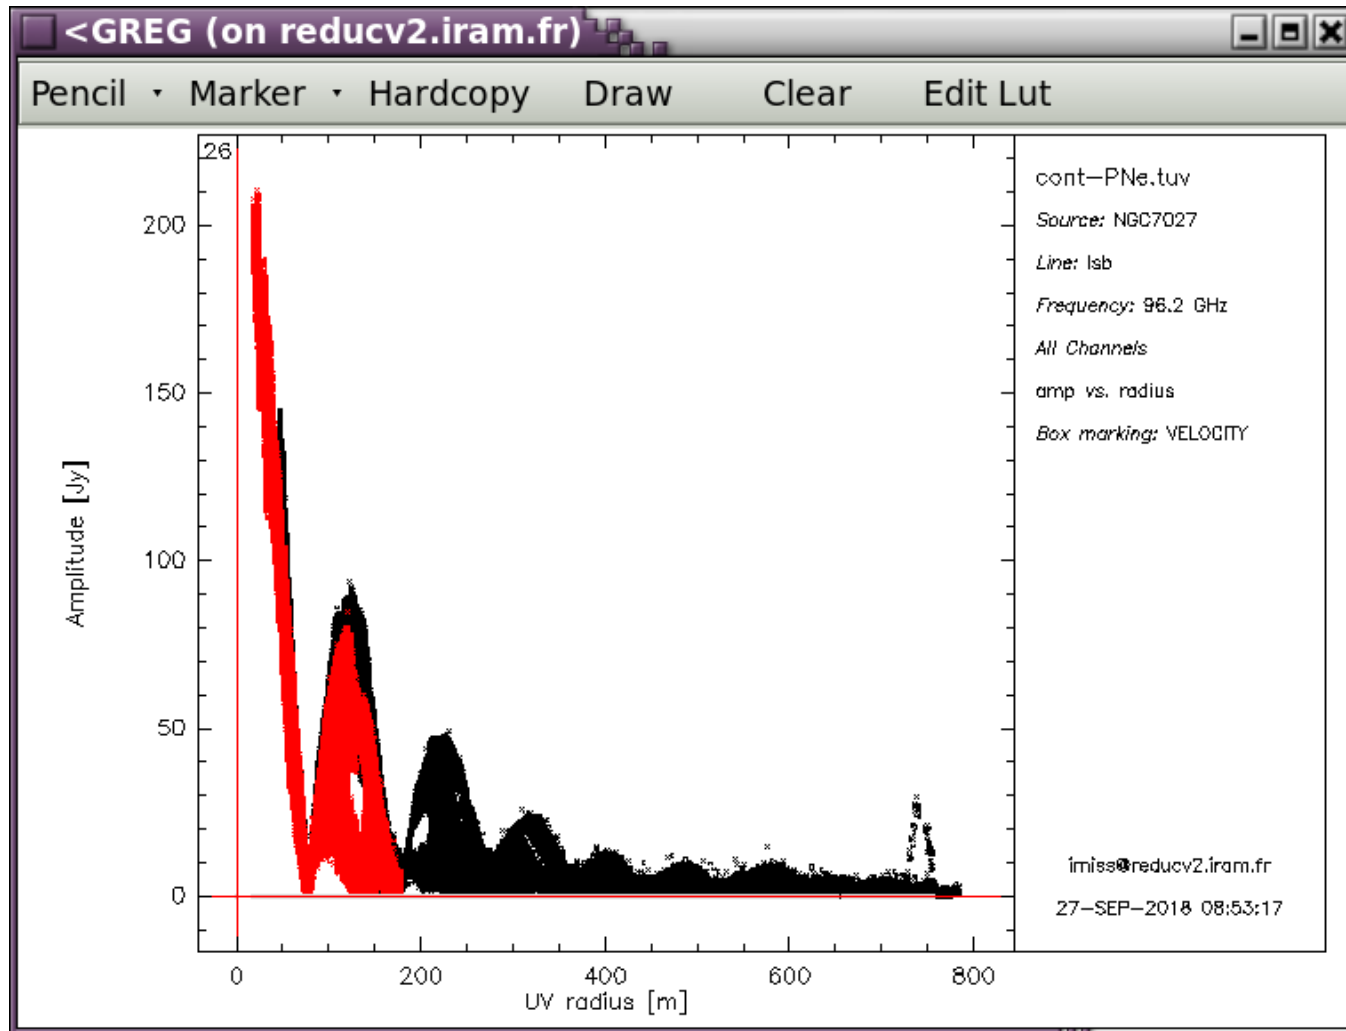 <GREG (on reducv2.iram.fr)
Pencil Marker Hardcopy Draw Clear Edit Lut
26
200
150
100
50
0
Amplitude [Jy]
0 200 400 600 800
UV radius [m]
cont-PNe.tuv
Source: NGC7027
Line: lsb
Frequency: 96.2 GHz
All Channels
amp vs. radius
Box marking: VELOCITY
imiss@reducv2.iram.fr
27-SEP-2018 08:53:17